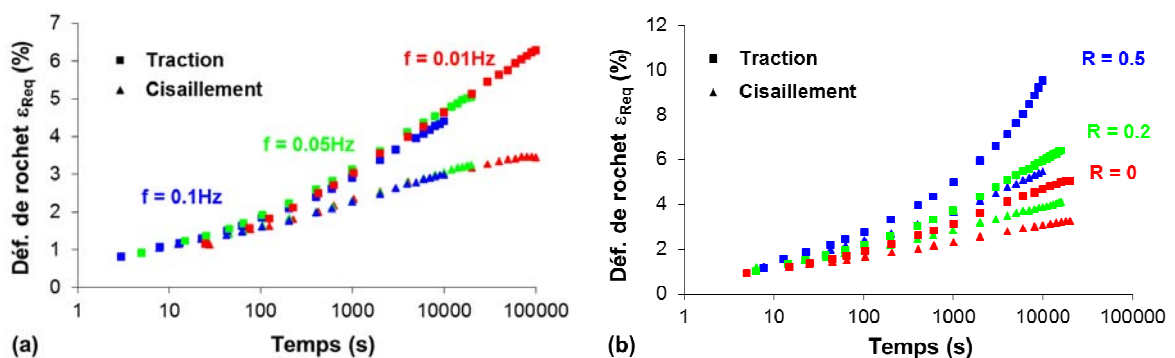 7
6
5
4
3
2
1
0
Déf. de rochet εReq (%)
Traction
Cisaillement
f = 0.01Hz
f = 0.05Hz
f = 0.1Hz
1 10 100 1000 10000 100000
(a) Temps (s)
12
10
8
6
4
2
0
Déf. de rochet εReq (%)
Traction
Cisaillement
R = 0.5
R = 0.2
R = 0
1 10 100 1000 10000 100000
(b) Temps (s)